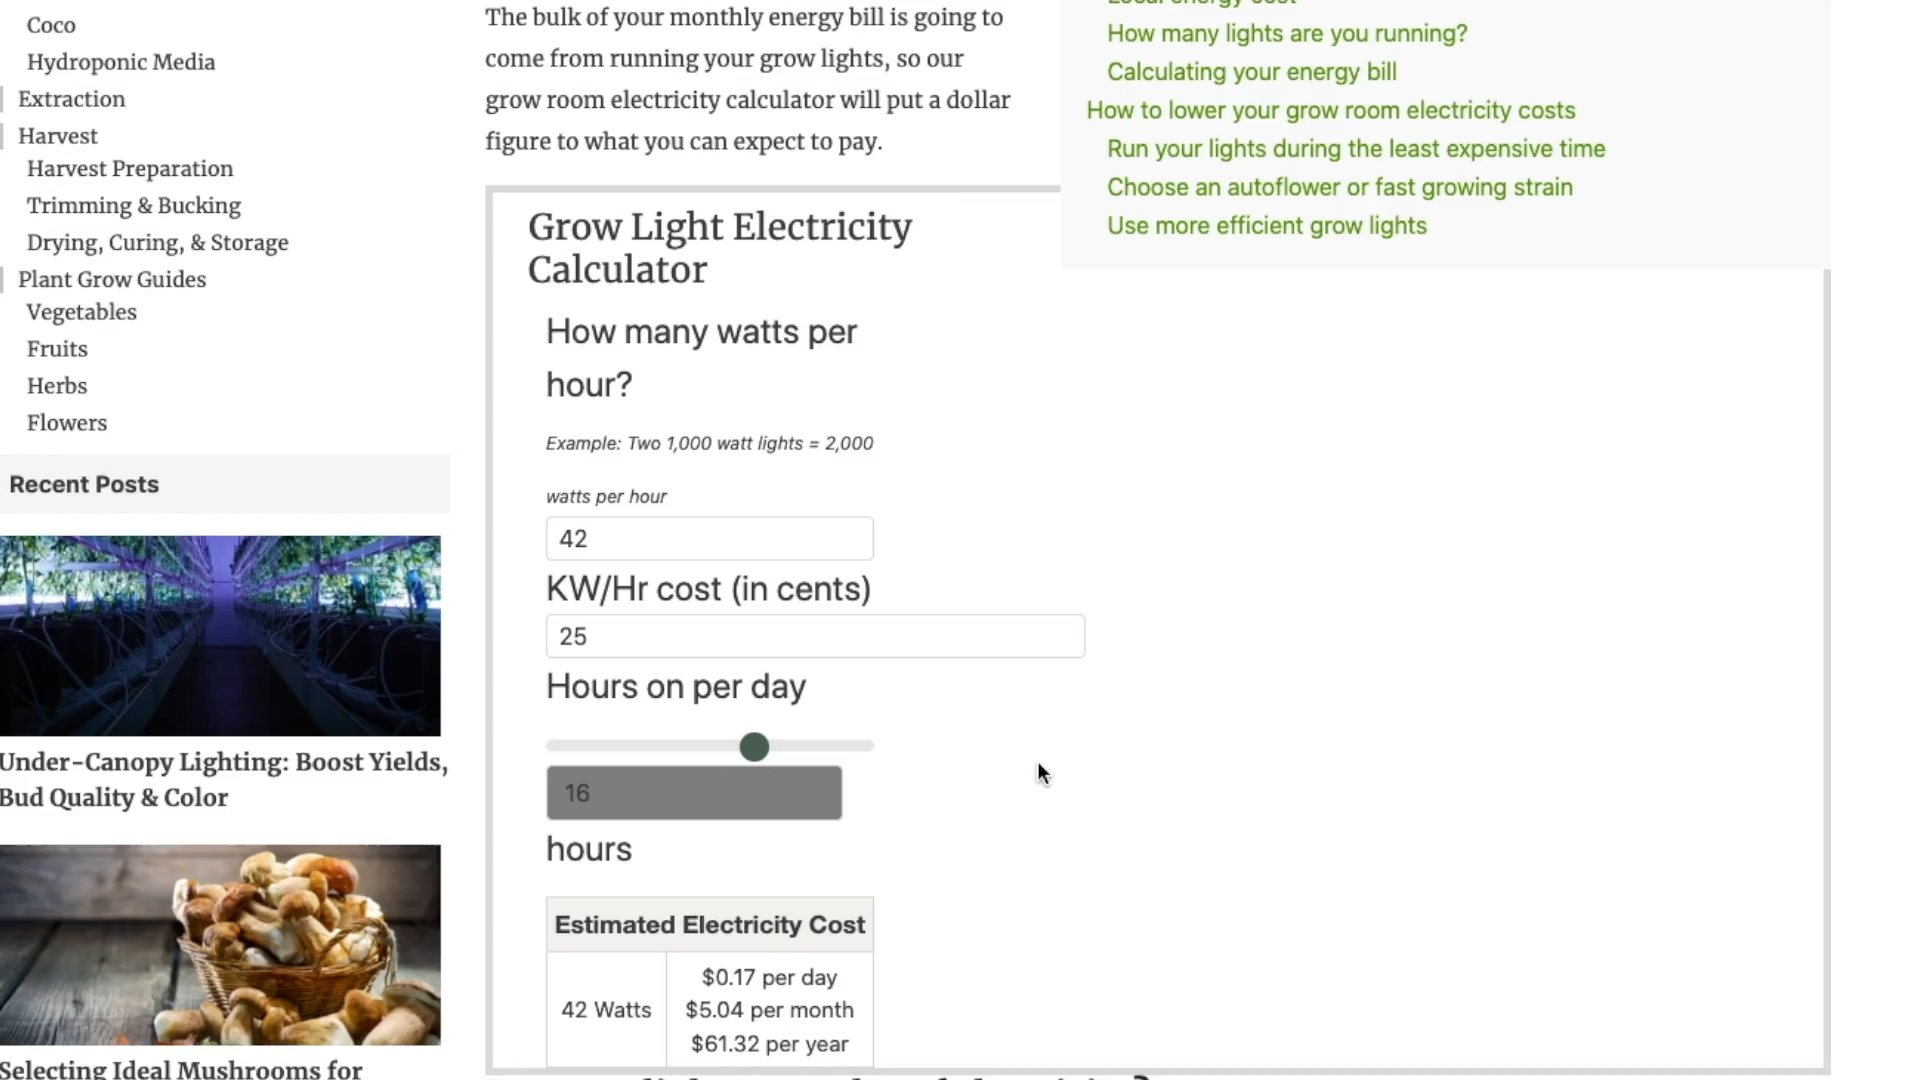 Coco
Hydroponic Media
Extraction
Harvest
Harvest Preparation
Trimming & Bucking
Drying, Curing, & Storage
Plant Grow Guides
Vegetables
Fruits
Herbs
Flowers
Recent Posts
Under-Canopy Lighting: Boost Yields,
Bud Quality & Color
Selecting Ideal Mushrooms for
The bulk of your monthly energy bill is going to
come from running your grow lights, so our
grow room electricity calculator will put a dollar
figure to what you can expect to pay.
Grow Light Electricity
Calculator
How many watts per
hour?
Example: Two 1,000 watt lights = 2,000
watts per hour
42
KW/Hr cost (in cents)
25
Hours on per day
16
hours
Estimated Electricity Cost
42 Watts
$0.17 per day
$5.04 per month
$61.32 per year
Local energy cost
How many lights are you running?
Calculating your energy bill
How to lower your grow room electricity costs
Run your lights during the least expensive time
Choose an autoflower or fast growing strain
Use more efficient grow lights